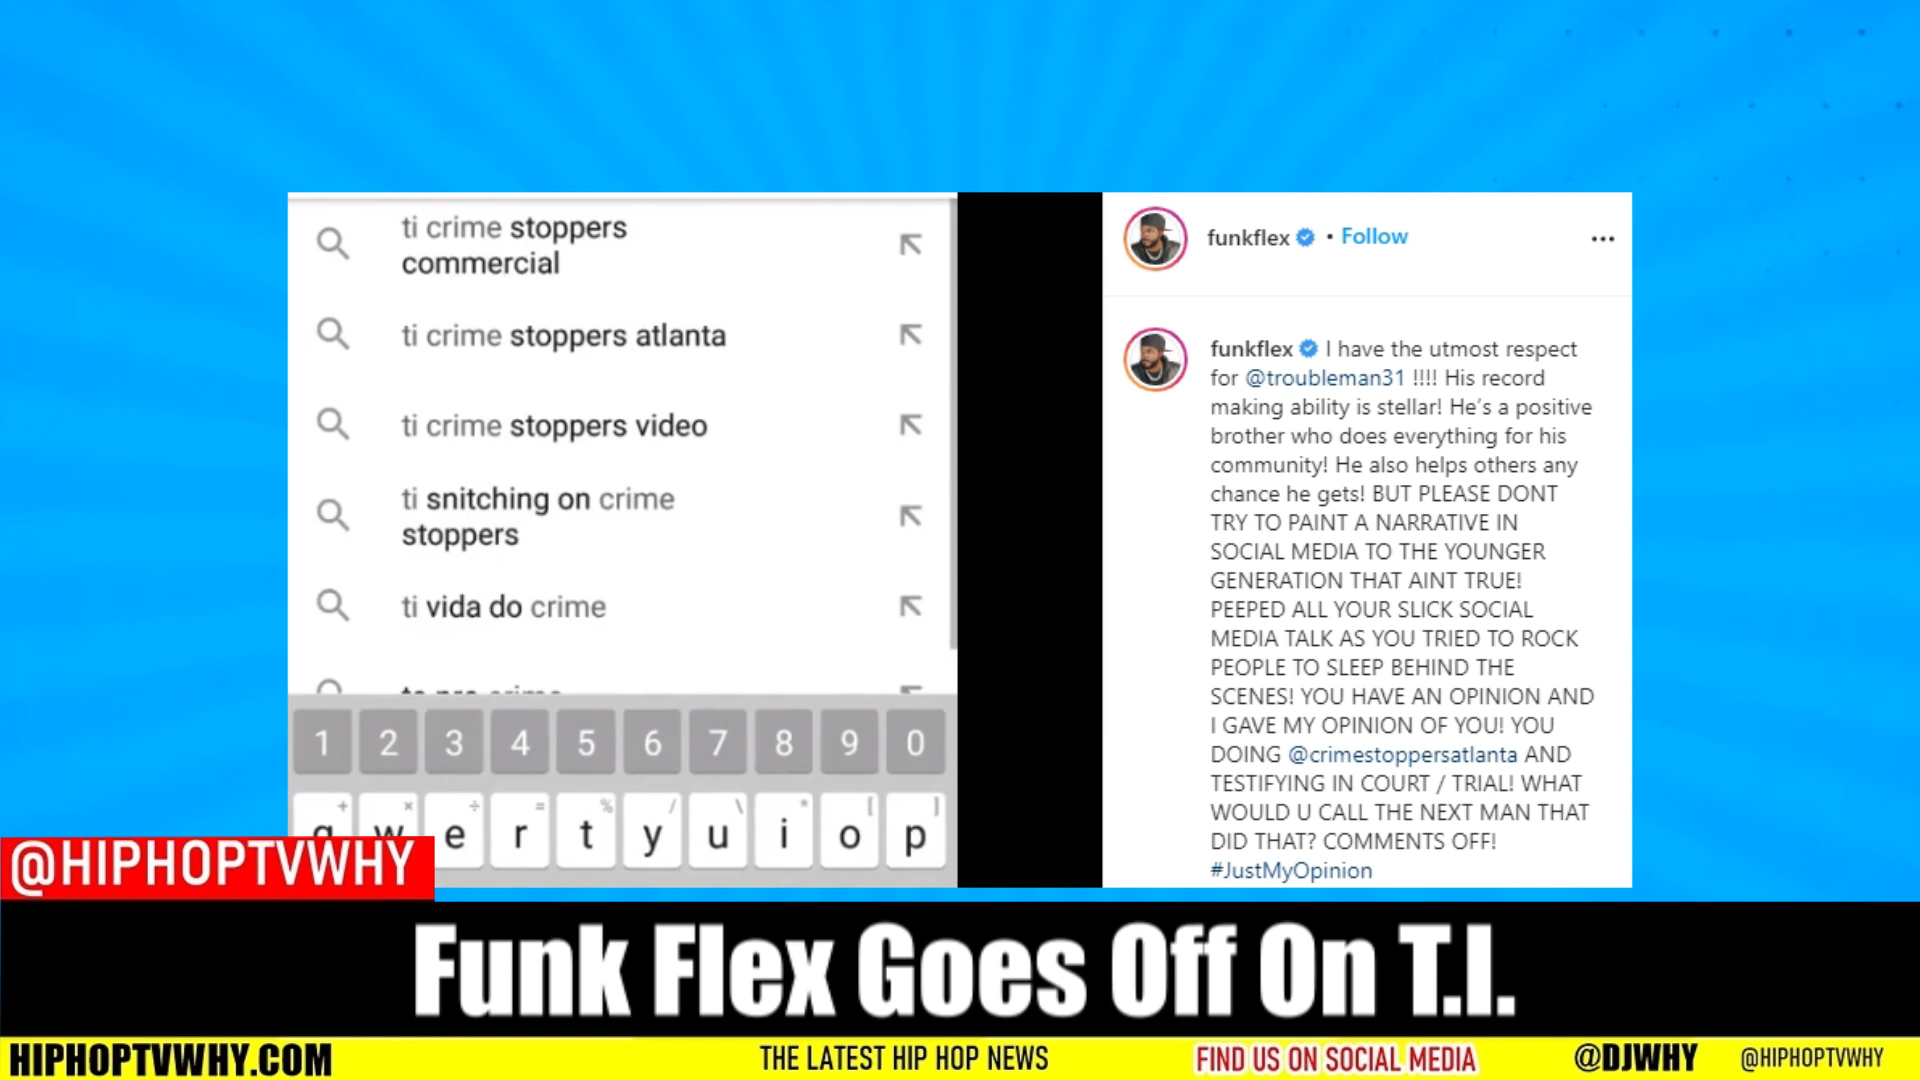 ti crime stoppers
commercial
ti crime stoppers atlanta
ti crime stoppers video
ti snitching on crime
stoppers
ti vida do crime
1 2 3 4 5 6 7 8 9 0
+ × ÷ = % / \ * [ ]
q w e r t y u i o p
funkflex • Follow
funkflex I have the utmost respect
for @troubleman31 !!!! His record
making ability is stellar! He's a positive
brother who does everything for his
community! He also helps others any
chance he gets! BUT PLEASE DONT
TRY TO PAINT A NARRATIVE IN
SOCIAL MEDIA TO THE YOUNGER
GENERATION THAT AINT TRUE!
PEEPED ALL YOUR SLICK SOCIAL
MEDIA TALK AS YOU TRIED TO ROCK
PEOPLE TO SLEEP BEHIND THE
SCENES! YOU HAVE AN OPINION AND
I GAVE MY OPINION OF YOU! YOU
DOING @crimestoppersatlanta AND
TESTIFYING IN COURT / TRIAL! WHAT
WOULD U CALL THE NEXT MAN THAT
DID THAT? COMMENTS OFF!
#JustMyOpinion
@HIPHOPTVWHY
Funk Flex Goes Off On T.I.
HIPHOPTVWHY.COM THE LATEST HIP HOP NEWS FIND US ON SOCIAL MEDIA @DJWHY @HIPHOPTVWHY